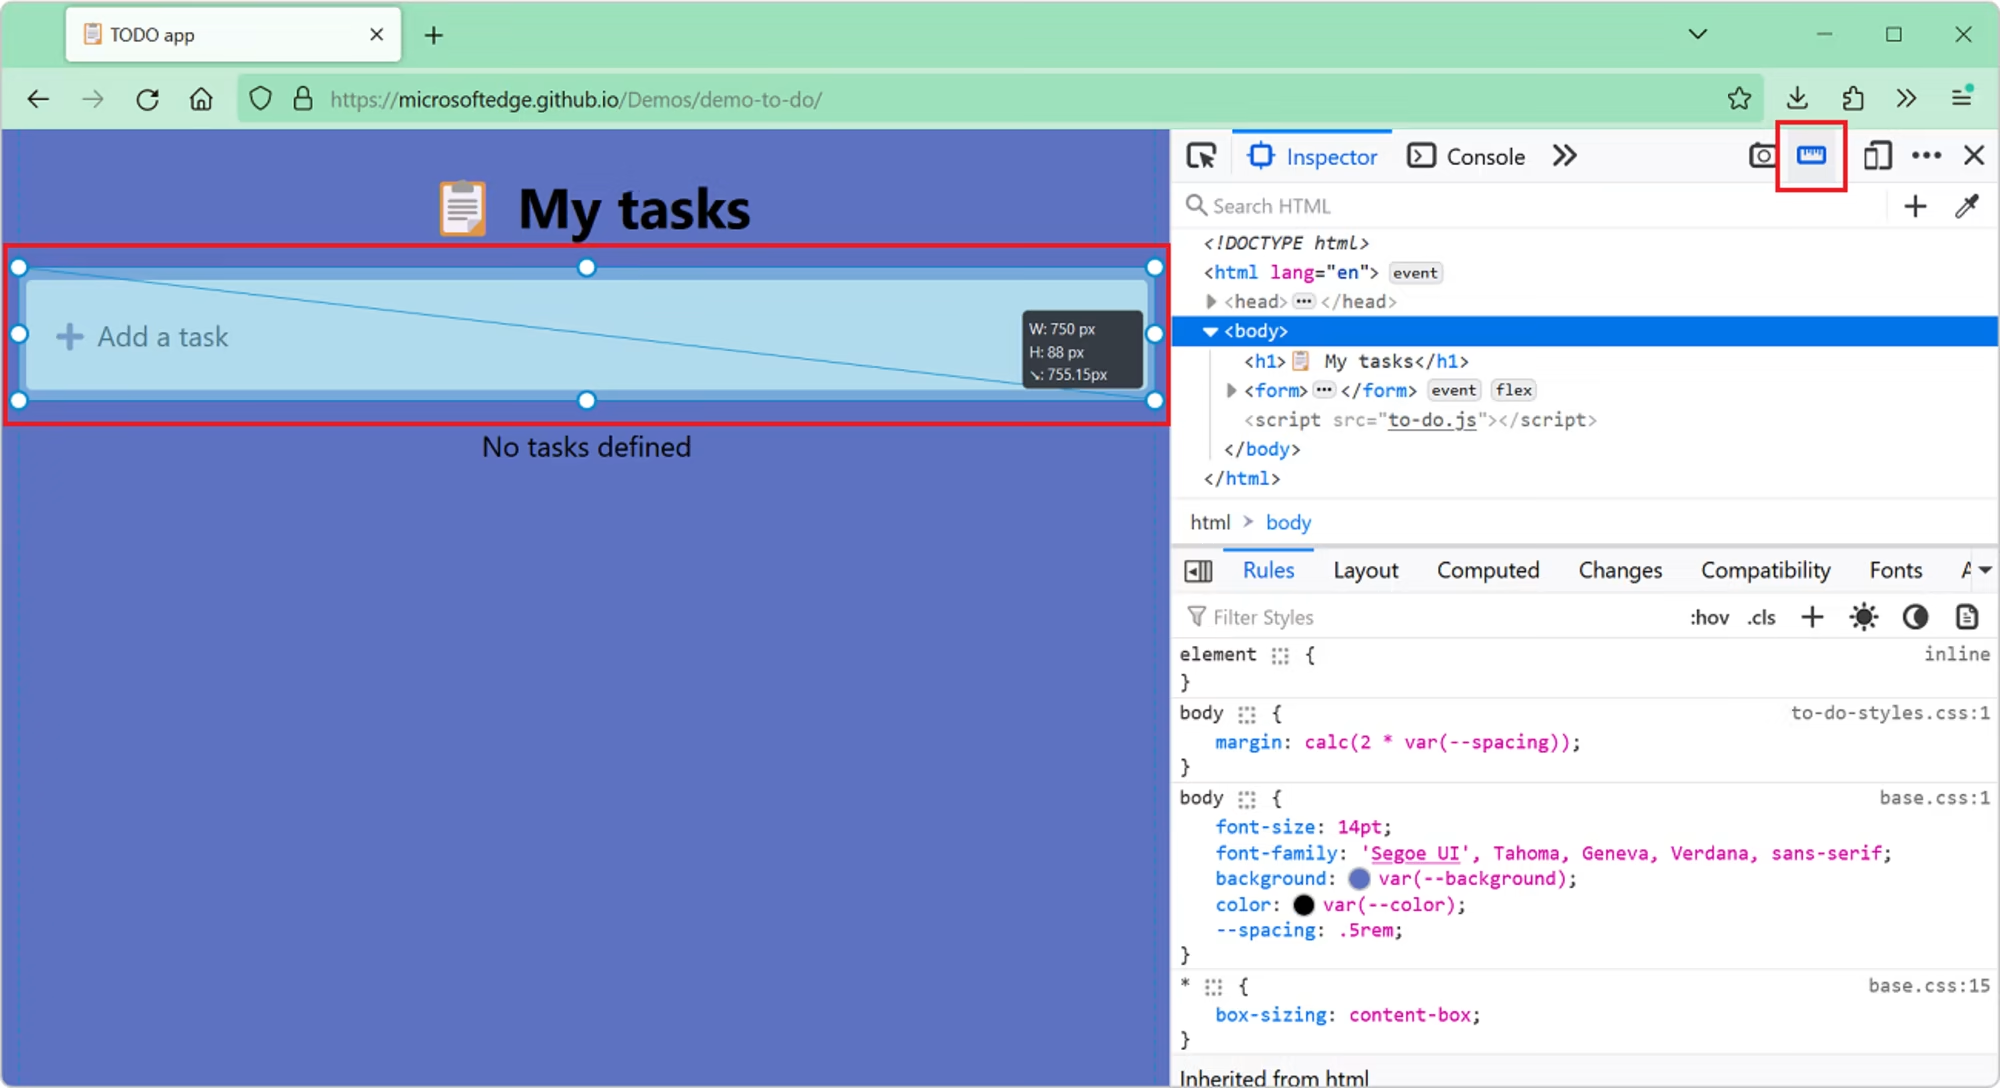 TODO app
https://microsoftedge.github.io/Demos/demo-to-do/
My tasks
Add a task
W: 750 px
H: 88 px
↘: 755.15px
No tasks defined
Inspector Console
Search HTML
<!DOCTYPE html>
<html lang="en"> event
<head> ••• </head>
<body>
<h1>📋 My tasks</h1>
<form> ••• </form> event flex
<script src="to-do.js"></script>
</body>
</html>
html > body
Rules Layout Computed Changes Compatibility Fonts
Filter Styles :hov .cls
element { inline
}
body { to-do-styles.css:1
margin: calc(2 * var(--spacing));
}
body { base.css:1
font-size: 14pt;
font-family: 'Segoe UI', Tahoma, Geneva, Verdana, sans-serif;
background: var(--background);
color: var(--color);
--spacing: .5rem;
}
* { base.css:15
box-sizing: content-box;
}
Inherited from html